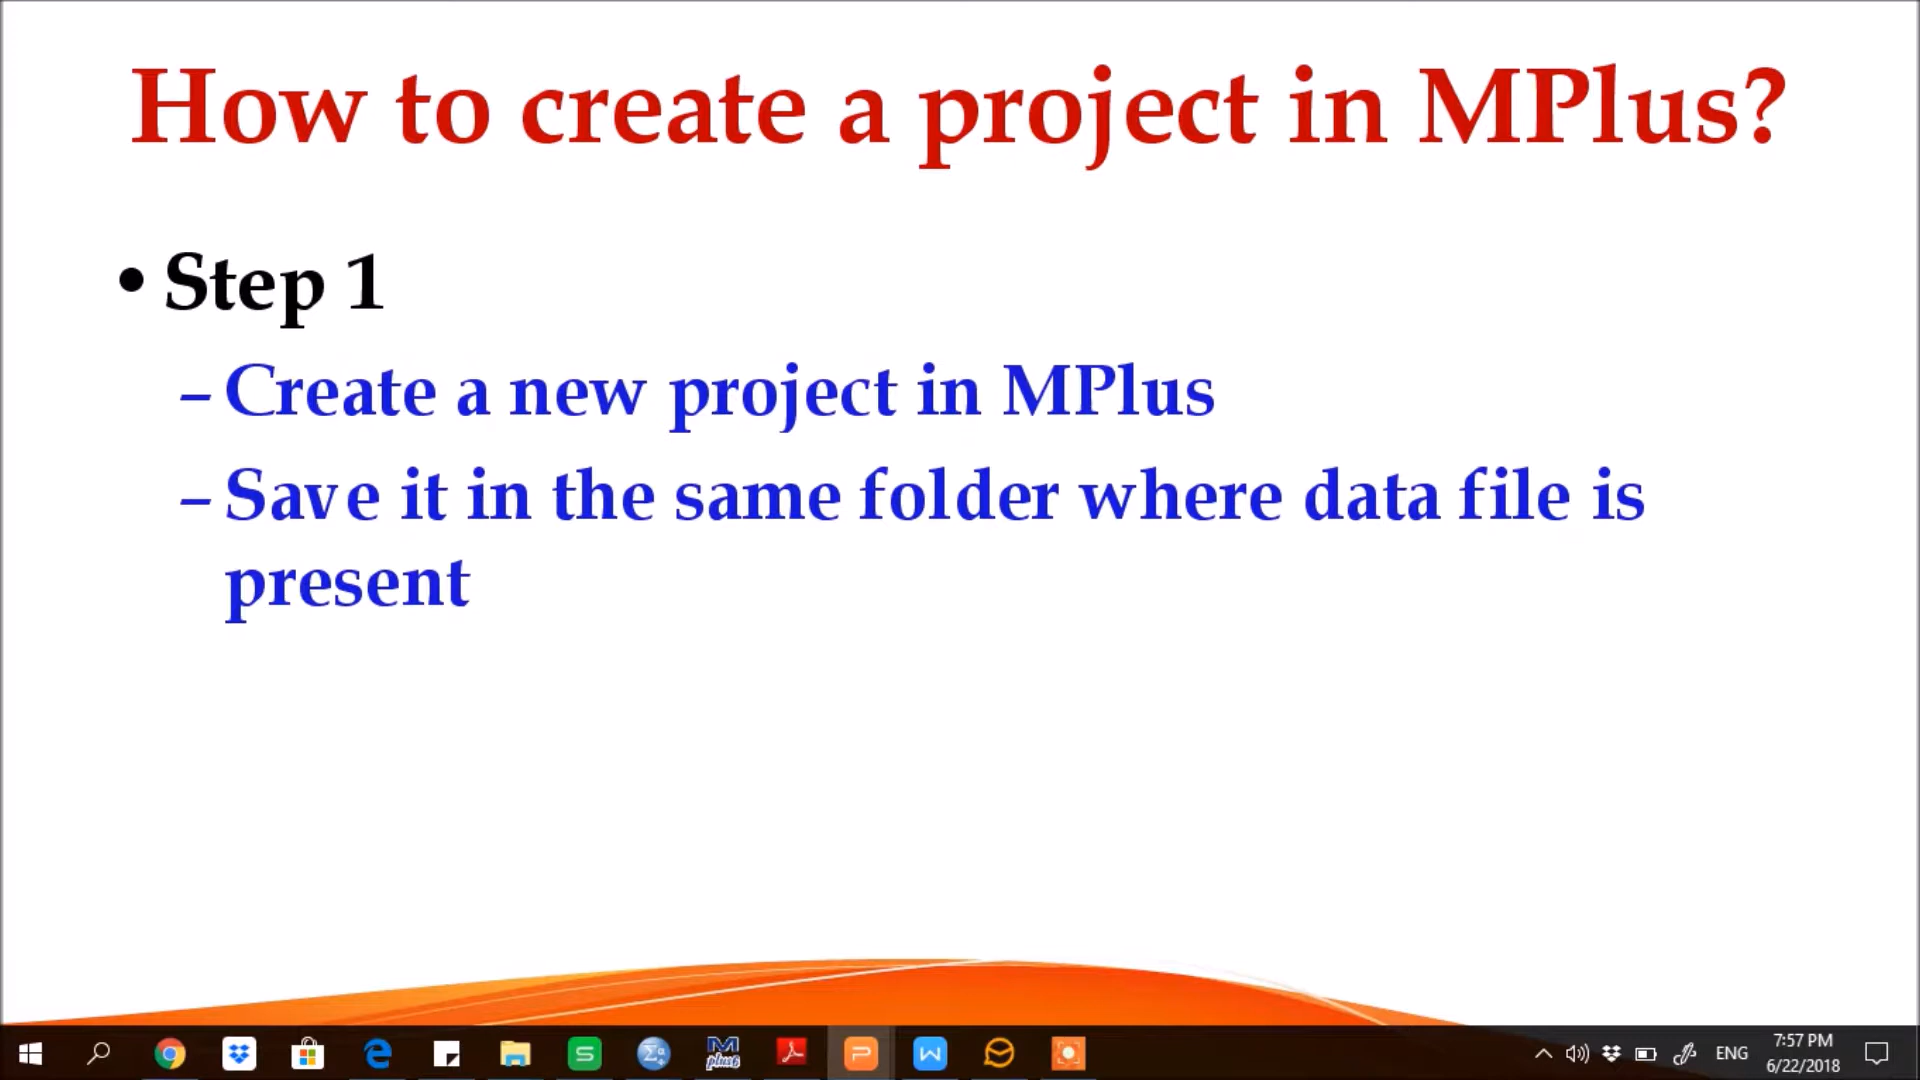 How to create a project in MPlus?
• Step 1
– Create a new project in MPlus
– Save it in the same folder where data file is
present
M
plus6
ENG
7:57 PM
6/22/2018